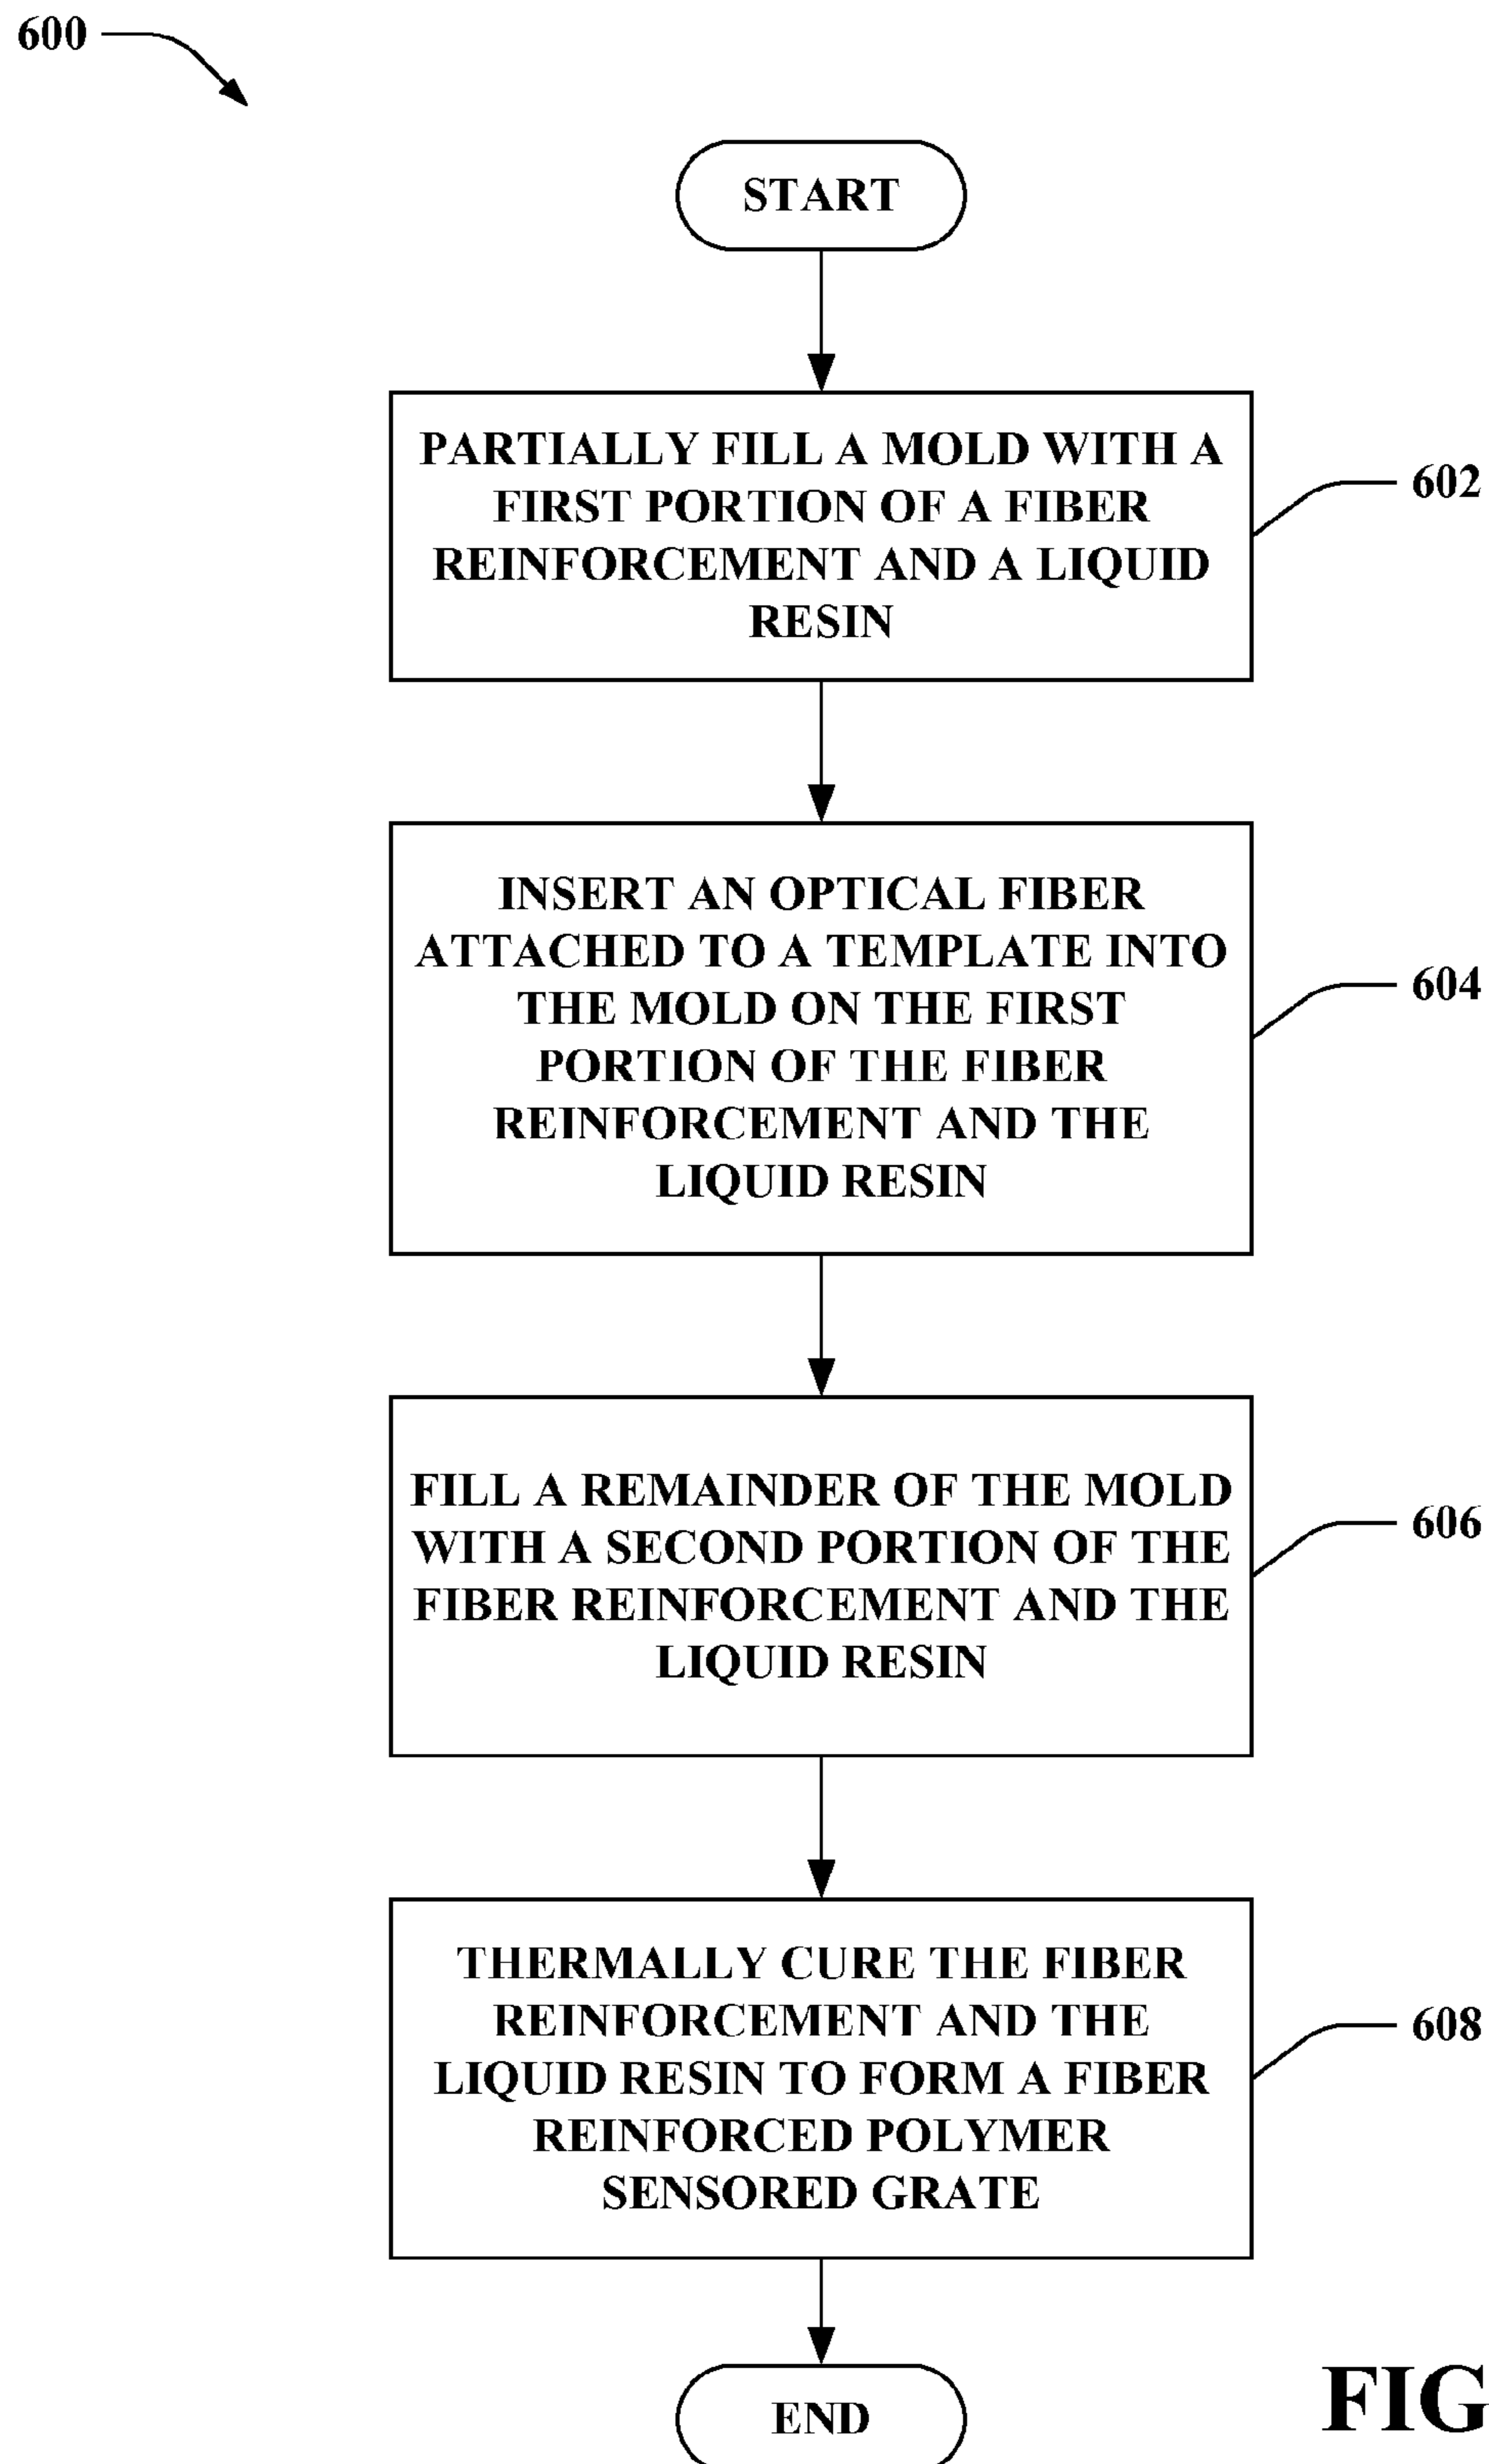 600
START
PARTIALLY FILL A MOLD WITH A
FIRST PORTION OF A FIBER
REINFORCEMENT AND A LIQUID
RESIN
602
INSERT AN OPTICAL FIBER
ATTACHED TO A TEMPLATE INTO
THE MOLD ON THE FIRST
PORTION OF THE FIBER
REINFORCEMENT AND THE
LIQUID RESIN
604
FILL A REMAINDER OF THE MOLD
WITH A SECOND PORTION OF THE
FIBER REINFORCEMENT AND THE
LIQUID RESIN
606
THERMALLY CURE THE FIBER
REINFORCEMENT AND THE
LIQUID RESIN TO FORM A FIBER
REINFORCED POLYMER
SENSORED GRATE
608
END
FIG